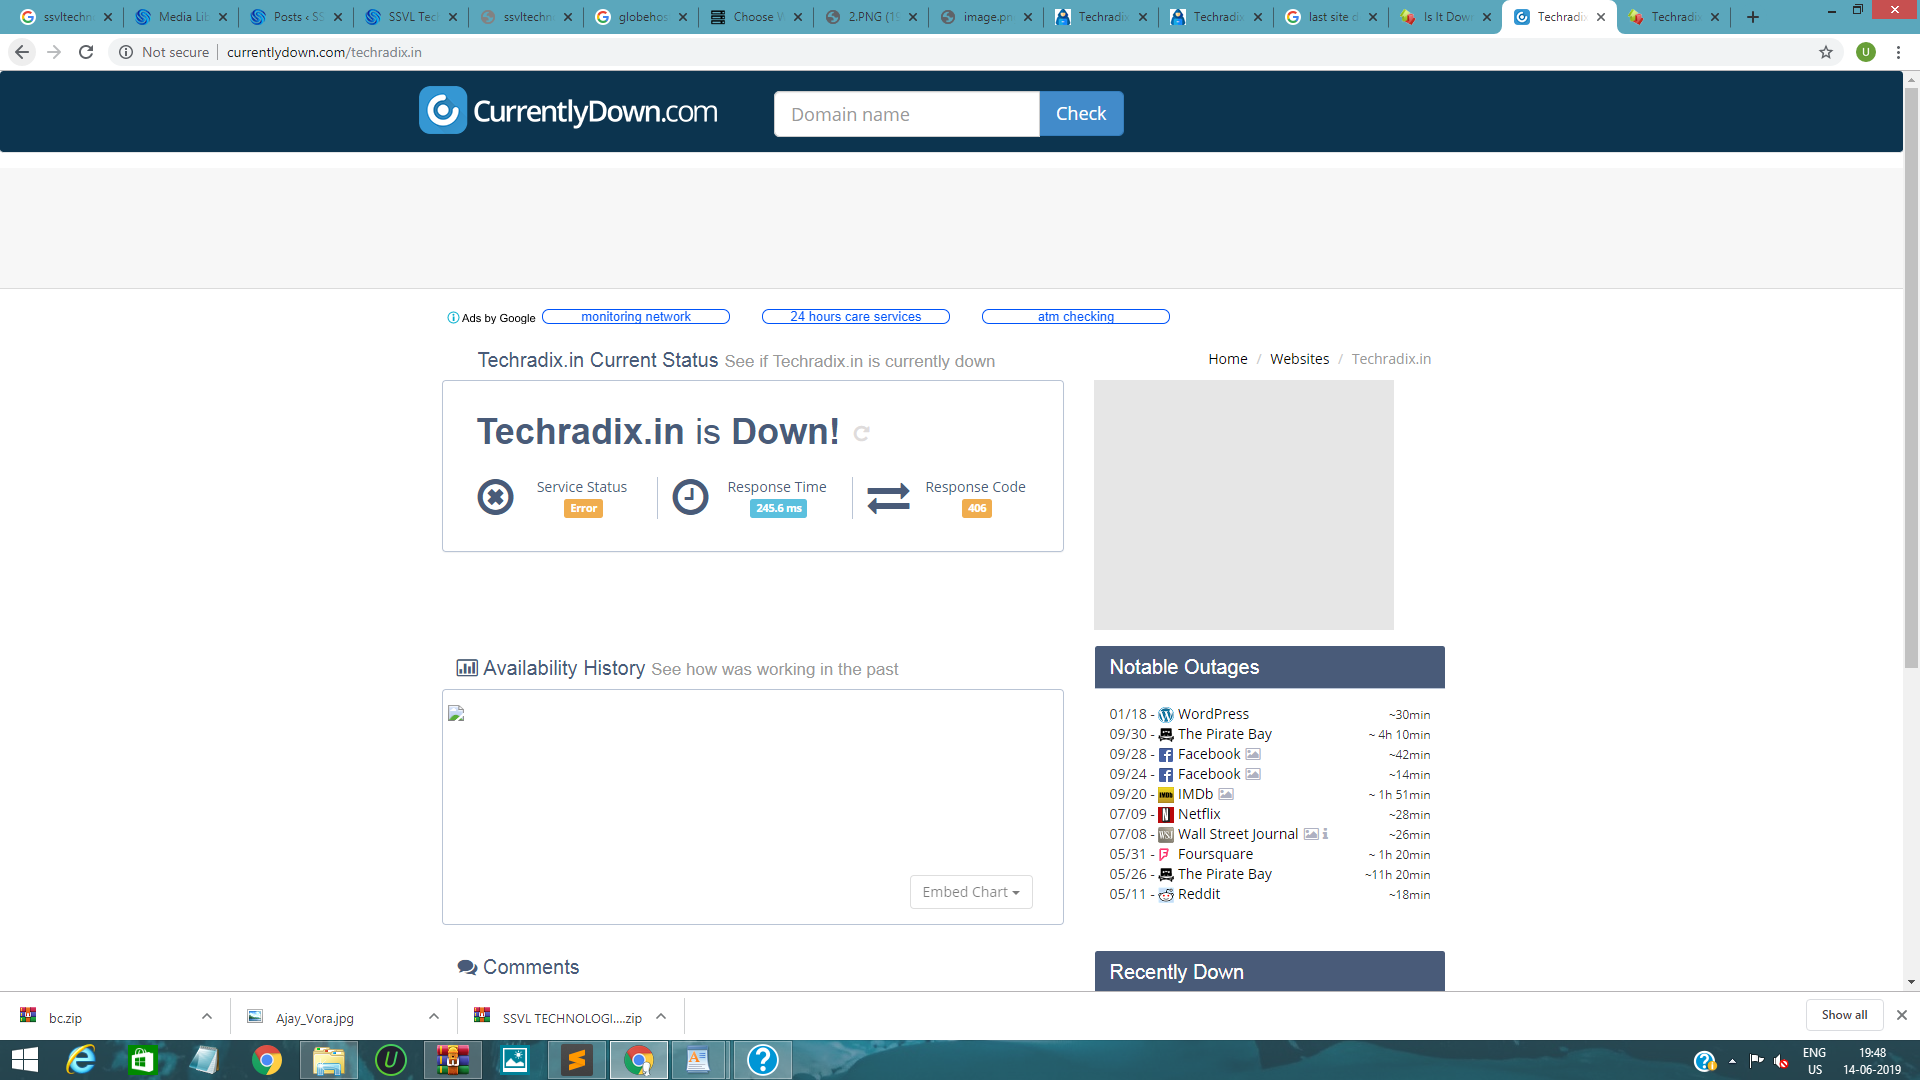 ssvltechn
Media Lib
Posts ‹ SS
SSVL Tec
ssvltechn
globehos
Choose W
2.PNG (19
image.pn
Techradix
Techradix
last site d
Is It Down
Techradix
Techradix
Not secure
currentlydown.com/techradix.in
U
CurrentlyDown.com
Domain name
Check
Ads by Google
monitoring network
24 hours care services
atm checking
Techradix.in Current Status See if Techradix.in is currently down
Home / Websites / Techradix.in
Techradix.in is Down!
Service Status
Error
Response Time
245.6 ms
Response Code
406
Availability History See how was working in the past
Embed Chart
Notable Outages
01/18 - WordPress ~30min
09/30 - The Pirate Bay ~ 4h 10min
09/28 - Facebook ~42min
09/24 - Facebook ~14min
09/20 - IMDb ~ 1h 51min
07/09 - Netflix ~28min
07/08 - Wall Street Journal ~26min
05/31 - Foursquare ~ 1h 20min
05/26 - The Pirate Bay ~11h 20min
05/11 - Reddit ~18min
Comments
Recently Down
bc.zip
Ajay_Vora.jpg
SSVL TECHNOLOGI....zip
Show all
ENG
US
19:48
14-06-2019